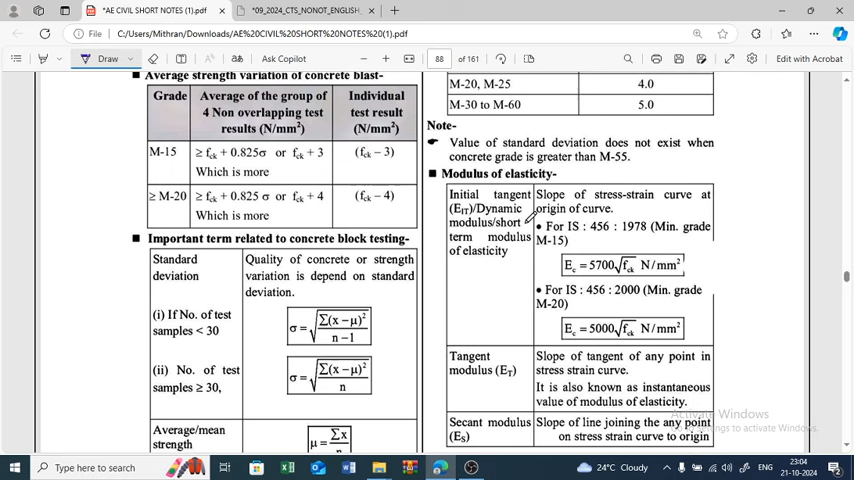 *AE CIVIL SHORT NOTES (1).pdf
*09_2024_CTS_NONOT_ENGLISH_
File
C:/Users/Mithran/Downloads/AE%20CIVIL%20SHORT%20NOTES%20(1).pdf
Draw
Ask Copilot
88 of 161
Edit with Acrobat
Average strength variation of concrete blast-
Grade
Average of the group of
4 Non overlapping test
results (N/mm²)
Individual
test result
(N/mm²)
M-15
≥ fck + 0.825σ or fck + 3
Which is more
(fck – 3)
≥ M-20
≥ fck + 0.825σ or fck + 4
Which is more
(fck – 4)
Important term related to concrete block testing-
Standard
deviation
(i) If No. of test
samples < 30
(ii) No. of test
samples ≥ 30,
Quality of concrete or strength
variation is depend on standard
deviation.
σ = √(∑(x – μ)² / n – 1)
σ = √(∑(x – μ)² / n)
Average/mean
strength
μ = ∑x / n
M-20, M-25 4.0
M-30 to M-60 5.0
Note-
Value of standard deviation does not exist when
concrete grade is greater than M-55.
Modulus of elasticity-
Initial tangent
(EIT)/Dynamic
modulus/short
term modulus
of elasticity
Slope of stress-strain curve at
origin of curve.
• For IS : 456 : 1978 (Min. grade
M-15)
Ec = 5700√fck N/mm²
• For IS : 456 : 2000 (Min. grade
M-20)
Ec = 5000√fck N/mm²
Tangent
modulus (ET)
Slope of tangent of any point in
stress strain curve.
It is also known as instantaneous
value of modulus of elasticity.
Secant modulus
(ES)
Slope of line joining the any point
on stress strain curve to origin
Activate Windows
Go to Settings to activate Windows.
Type here to search
24°C Cloudy
ENG
23:04
21-10-2024
2